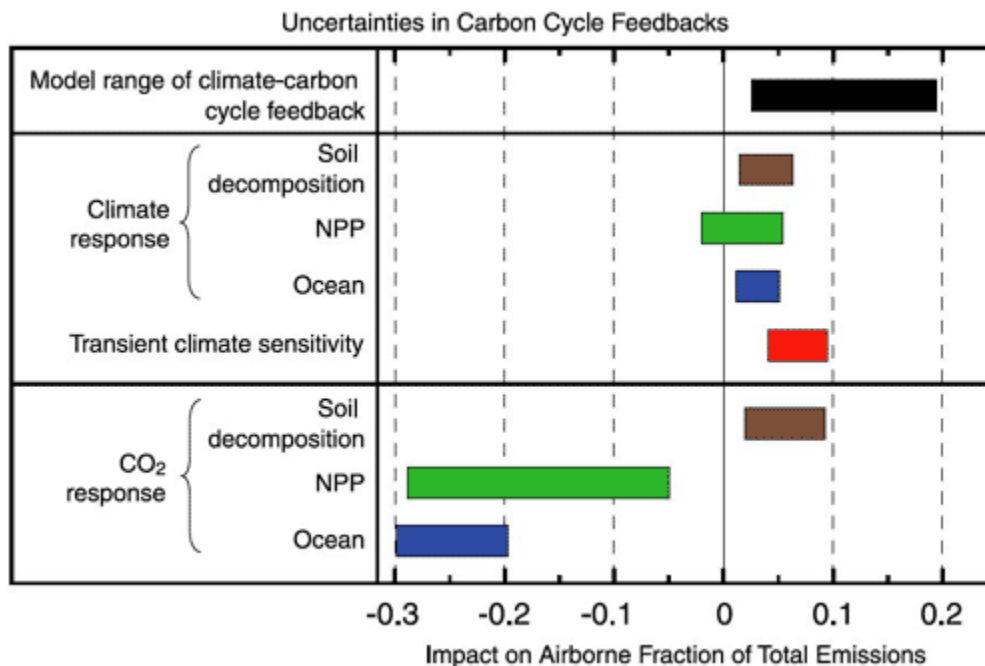 Uncertainties in Carbon Cycle Feedbacks
Model range of climate-carbon
cycle feedback
Climate
response
Soil
decomposition
NPP
Ocean
Transient climate sensitivity
CO₂
response
Soil
decomposition
NPP
Ocean
-0.3 -0.2 -0.1 0 0.1 0.2
Impact on Airborne Fraction of Total Emissions